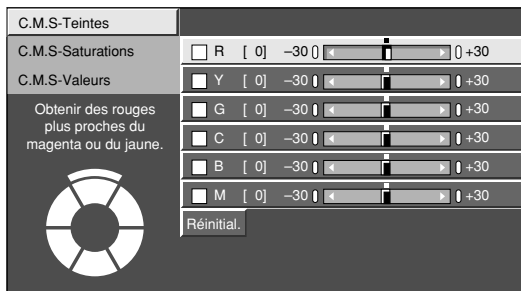 C.M.S-Teintes
C.M.S-Saturations
C.M.S-Valeurs
Obtenir des rouges
plus proches du
magenta ou du jaune.
R [ 0] –30 +30
Y [ 0] –30 +30
G [ 0] –30 +30
C [ 0] –30 +30
B [ 0] –30 +30
M [ 0] –30 +30
Réinitial.